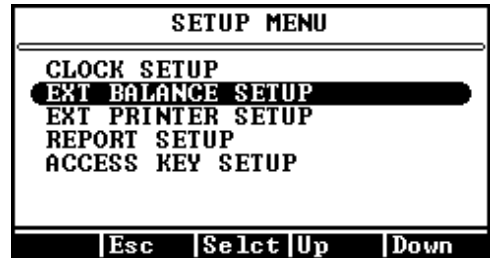 SETUP MENU
CLOCK SETUP
EXT BALANCE SETUP
EXT PRINTER SETUP
REPORT SETUP
ACCESS KEY SETUP
Esc Selct Up Down